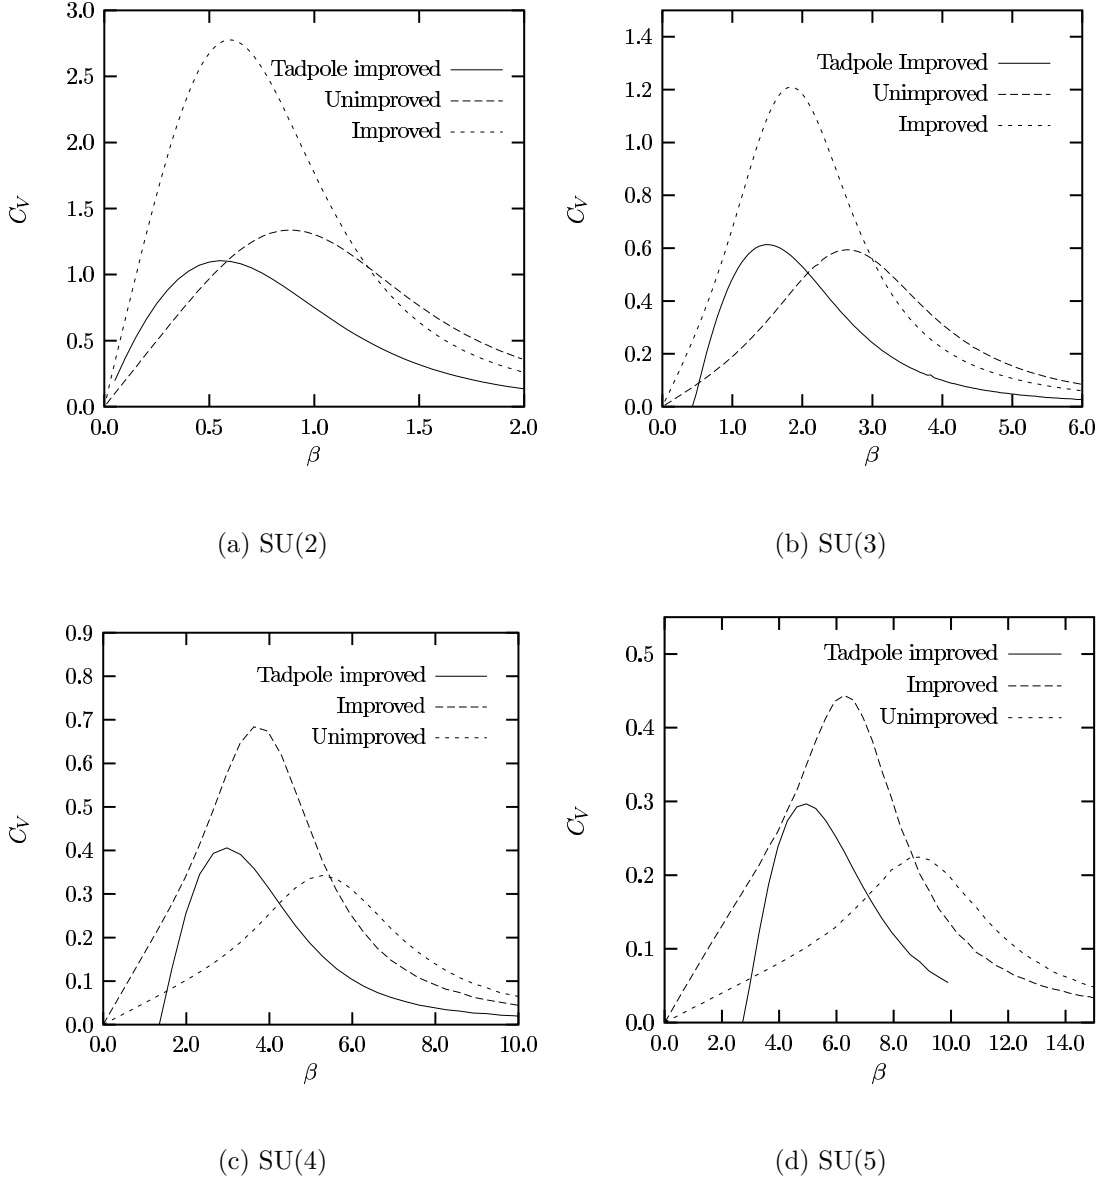 3.0
2.5
2.0
1.5
1.0
0.5
0.0
C_V
Tadpole improved
Unimproved
Improved
0.0 0.5 1.0 1.5 2.0
β
(a) SU(2)
1.4
1.2
1.0
0.8
0.6
0.4
0.2
0.0
C_V
Tadpole Improved
Unimproved
Improved
0.0 1.0 2.0 3.0 4.0 5.0 6.0
β
(b) SU(3)
0.9
0.8
0.7
0.6
0.5
0.4
0.3
0.2
0.1
0.0
C_V
Tadpole improved
Improved
Unimproved
0.0 2.0 4.0 6.0 8.0 10.0
β
(c) SU(4)
0.5
0.4
0.3
0.2
0.1
0.0
C_V
Tadpole improved
Improved
Unimproved
0.0 2.0 4.0 6.0 8.0 10.0 12.0 14.0
β
(d) SU(5)